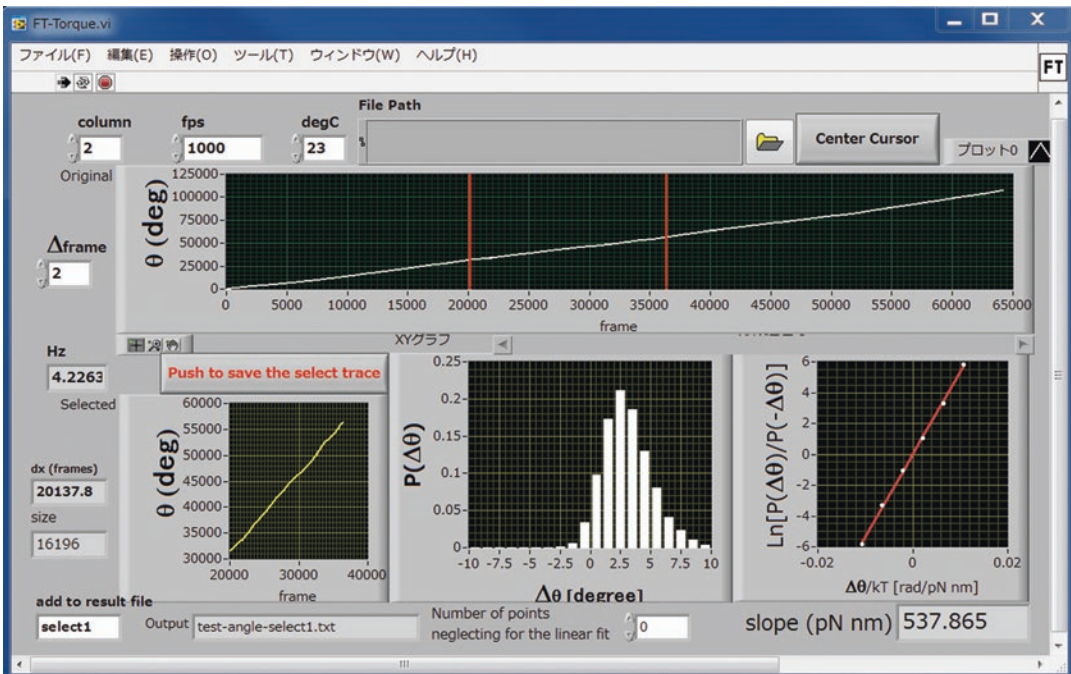 FT-Torque.vi
ファイル(F) 編集(E) 操作(O) ツール(T) ウィンドウ(W) ヘルプ(H)
FT
File Path
column fps degC
2 1000 23
Center Cursor
プロット0
Original
θ (deg)
125000
100000
75000
50000
25000
0
0 5000 10000 15000 20000 25000 30000 35000 40000 45000 50000 55000 60000 65000
frame
Δframe
2
XYグラフ
Hz
4.2263
Push to save the select trace
Selected
θ (deg)
60000
55000
50000
45000
40000
35000
30000
20000 30000 40000
frame
P(Δθ)
0.25
0.2
0.15
0.1
0.05
0
-10 -7.5 -5 -2.5 0 2.5 5 7.5 10
Δθ [degree]
Ln[P(Δθ)/P(-Δθ)]
6
4
2
0
-2
-4
-6
-0.02 0 0.02
Δθ/kT [rad/pN nm]
dx (frames)
20137.8
size
16196
add to result file
select1
Output test-angle-select1.txt
Number of points
neglecting for the linear fit 0
slope (pN nm) 537.865